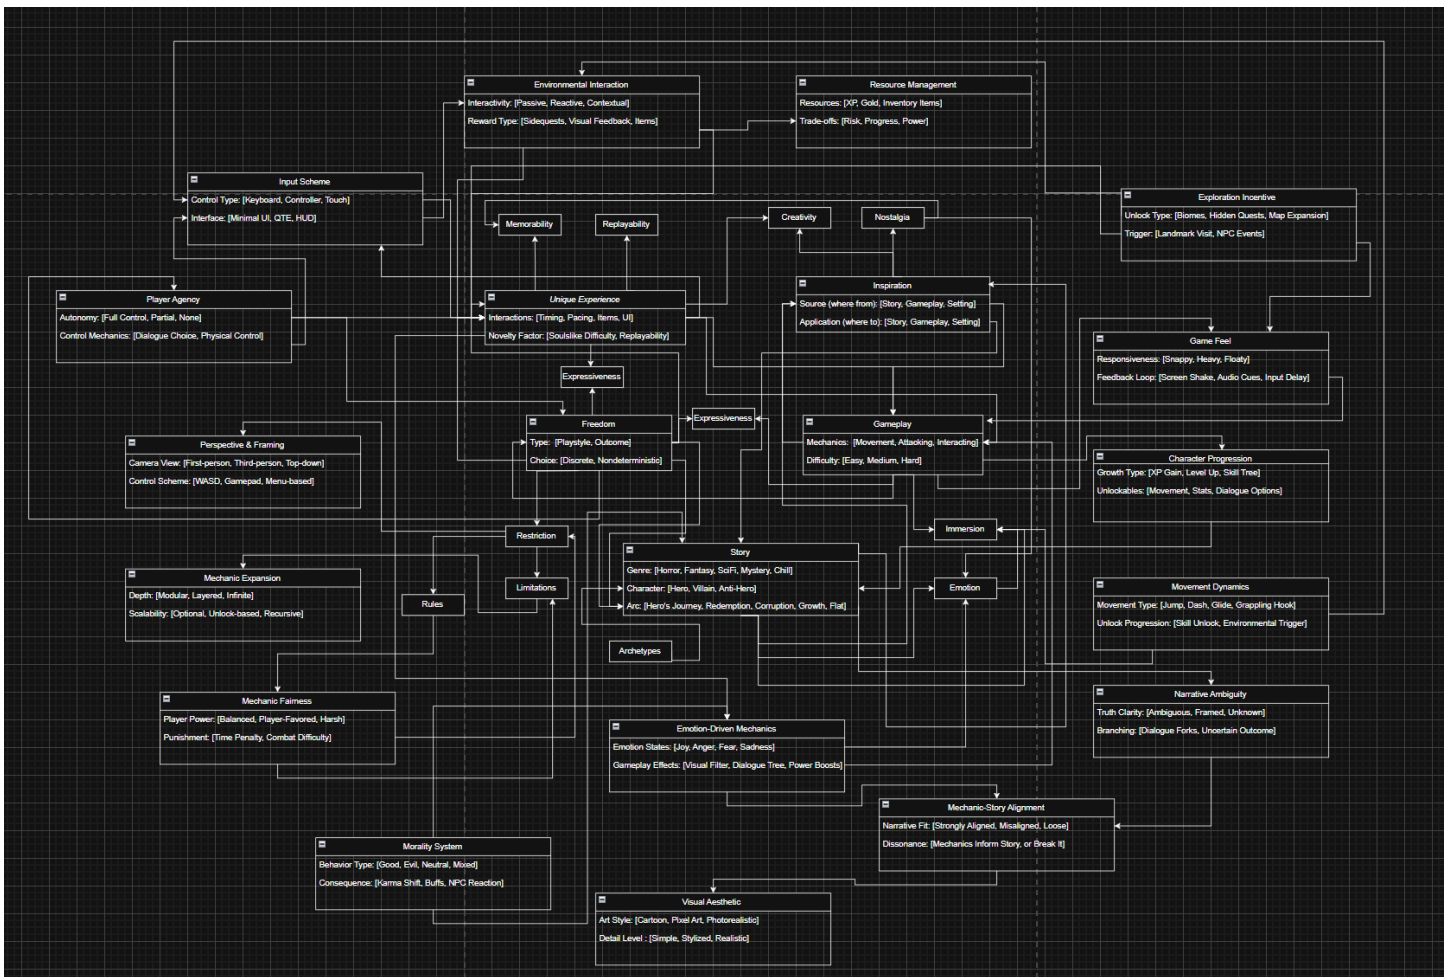 Environmental Interaction
Interactivity: [Passive, Reactive, Contextual]
Reward Type: [Sidequests, Visual Feedback, Items]
Resource Management
Resources: [XP, Gold, Inventory Items]
Trade-offs: [Risk, Progress, Power]
Input Scheme
Control Type: [Keyboard, Controller, Touch]
Interface: [Minimal UI, QTE, HUD]
Exploration Incentive
Unlock Type: [Biomes, Hidden Quests, Map Expansion]
Trigger: [Landmark Visit, NPC Events]
Memorability
Replayability
Creativity
Nostalgia
Player Agency
Autonomy: [Full Control, Partial, None]
Control Mechanics: [Dialogue Choice, Physical Control]
Unique Experience
Interactions: [Timing, Pacing, Items, UI]
Novelty Factor: [Soulslike Difficulty, Replayability]
Inspiration
Source (where from): [Story, Gameplay, Setting]
Application (where to): [Story, Gameplay, Setting]
Game Feel
Responsiveness: [Snappy, Heavy, Floaty]
Feedback Loop: [Screen Shake, Audio Cues, Input Delay]
Expressiveness
Expressiveness
Freedom
Type: [Playstyle, Outcome]
Choice: [Discrete, Nondeterministic]
Gameplay
Mechanics: [Movement, Attacking, Interacting]
Difficulty: [Easy, Medium, Hard]
Perspective & Framing
Camera View: [First-person, Third-person, Top-down]
Control Scheme: [WASD, Gamepad, Menu-based]
Character Progression
Growth Type: [XP Gain, Level Up, Skill Tree]
Unlockables: [Movement, Stats, Dialogue Options]
Restriction
Immersion
Story
Genre: [Horror, Fantasy, SciFi, Mystery, Chill]
Character: [Hero, Villain, Anti-Hero]
Arc: [Hero's Journey, Redemption, Corruption, Growth, Flat]
Mechanic Expansion
Depth: [Modular, Layered, Infinite]
Scalability: [Optional, Unlock-based, Recursive]
Limitations
Rules
Emotion
Movement Dynamics
Movement Type: [Jump, Dash, Glide, Grappling Hook]
Unlock Progression: [Skill Unlock, Environmental Trigger]
Archetypes
Mechanic Fairness
Player Power: [Balanced, Player-Favored, Harsh]
Punishment: [Time Penalty, Combat Difficulty]
Narrative Ambiguity
Truth Clarity: [Ambiguous, Framed, Unknown]
Branching: [Dialogue Forks, Uncertain Outcome]
Emotion-Driven Mechanics
Emotion States: [Joy, Anger, Fear, Sadness]
Gameplay Effects: [Visual Filter, Dialogue Tree, Power Boosts]
Mechanic-Story Alignment
Narrative Fit: [Strongly Aligned, Misaligned, Loose]
Dissonance: [Mechanics Inform Story, or Break It]
Morality System
Behavior Type: [Good, Evil, Neutral, Mixed]
Consequence: [Karma Shift, Buffs, NPC Reaction]
Visual Aesthetic
Art Style: [Cartoon, Pixel Art, Photorealistic]
Detail Level : [Simple, Stylized, Realistic]